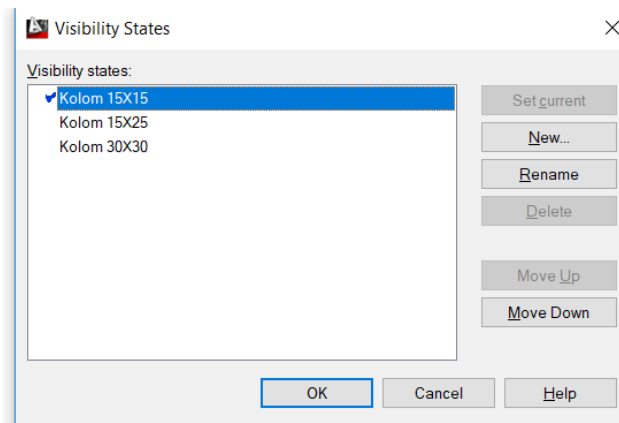 Visibility States
Visibility states:
Kolom 15X15
Kolom 15X25
Kolom 30X30
Set current
New...
Rename
Delete
Move Up
Move Down
OK
Cancel
Help